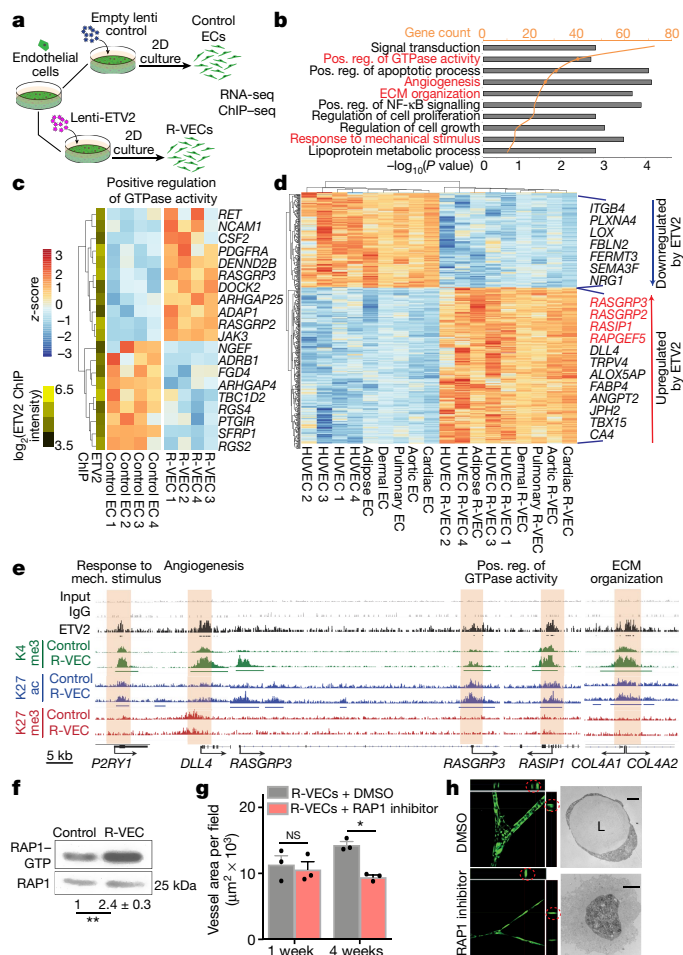 a
Empty lenti
control
Endothelial
cells
2D
culture
Control
ECs
RNA-seq
ChIP–seq
Lenti-ETV2
2D
culture
R-VECs
b
Gene count
0 20 40 60 80
Signal transduction
Pos. reg. of GTPase activity
Pos. reg. of apoptotic process
Angiogenesis
ECM organization
Pos. reg. of NF-κB signalling
Regulation of cell proliferation
Regulation of cell growth
Response to mechanical stimulus
Lipoprotein metabolic process
–log10(P value)
0 1 2 3 4
c
Positive regulation
of GTPase activity
z-score
3
2
1
0
−1
−2
−3
log2(ETV2 ChIP
intensity)
6.5
3.5
RET
NCAM1
CSF2
PDGFRA
DENND2B
RASGRP3
DOCK2
ARHGAP25
ADAP1
RASGRP2
JAK3
NGEF
ADRB1
FGD4
ARHGAP4
TBC1D2
RGS4
PTGIR
SFRP1
RGS2
ETV2
ChIP
Control EC 1
Control EC 2
Control EC 3
Control EC 4
R-VEC 1
R-VEC 2
R-VEC 4
R-VEC 3
d
ITGB4
PLXNA4
LOX
FBLN2
FERMT3
SEMA3F
NRG1
Downregulated
by ETV2
RASGRP3
RASGRP2
RASIP1
RAPGEF5
DLL4
TRPV4
ALOX5AP
FABP4
ANGPT2
JPH2
TBX15
CA4
Upregulated
by ETV2
HUVEC 2
HUVEC 3
HUVEC 1
HUVEC 4
Adipose EC
Dermal EC
Pulmonary EC
Aortic EC
Cardiac EC
HUVEC R-VEC 2
HUVEC R-VEC 4
Adipose R-VEC
HUVEC R-VEC 3
HUVEC R-VEC 1
Dermal R-VEC
Pulmonary R-VEC
Aortic R-VEC
Cardiac R-VEC
e
Response to
mech. stimulus
Angiogenesis
Pos. reg. of
GTPase activity
ECM
organization
Input
IgG
ETV2
K4
me3
Control
R-VEC
K27
ac
Control
R-VEC
K27
me3
Control
R-VEC
5 kb
P2RY1
DLL4
RASGRP3
RASGRP3
RASIP1
COL4A1
COL4A2
f
Control R-VEC
RAP1–
GTP
RAP1
25 kDa
1 2.4 ± 0.3
**
g
R-VECs + DMSO
R-VECs + RAP1 inhibitor
Vessel area per field
(μm² × 10³)
20
10
0
NS
*
1 week
4 weeks
h
DMSO
L
RAP1 inhibitor